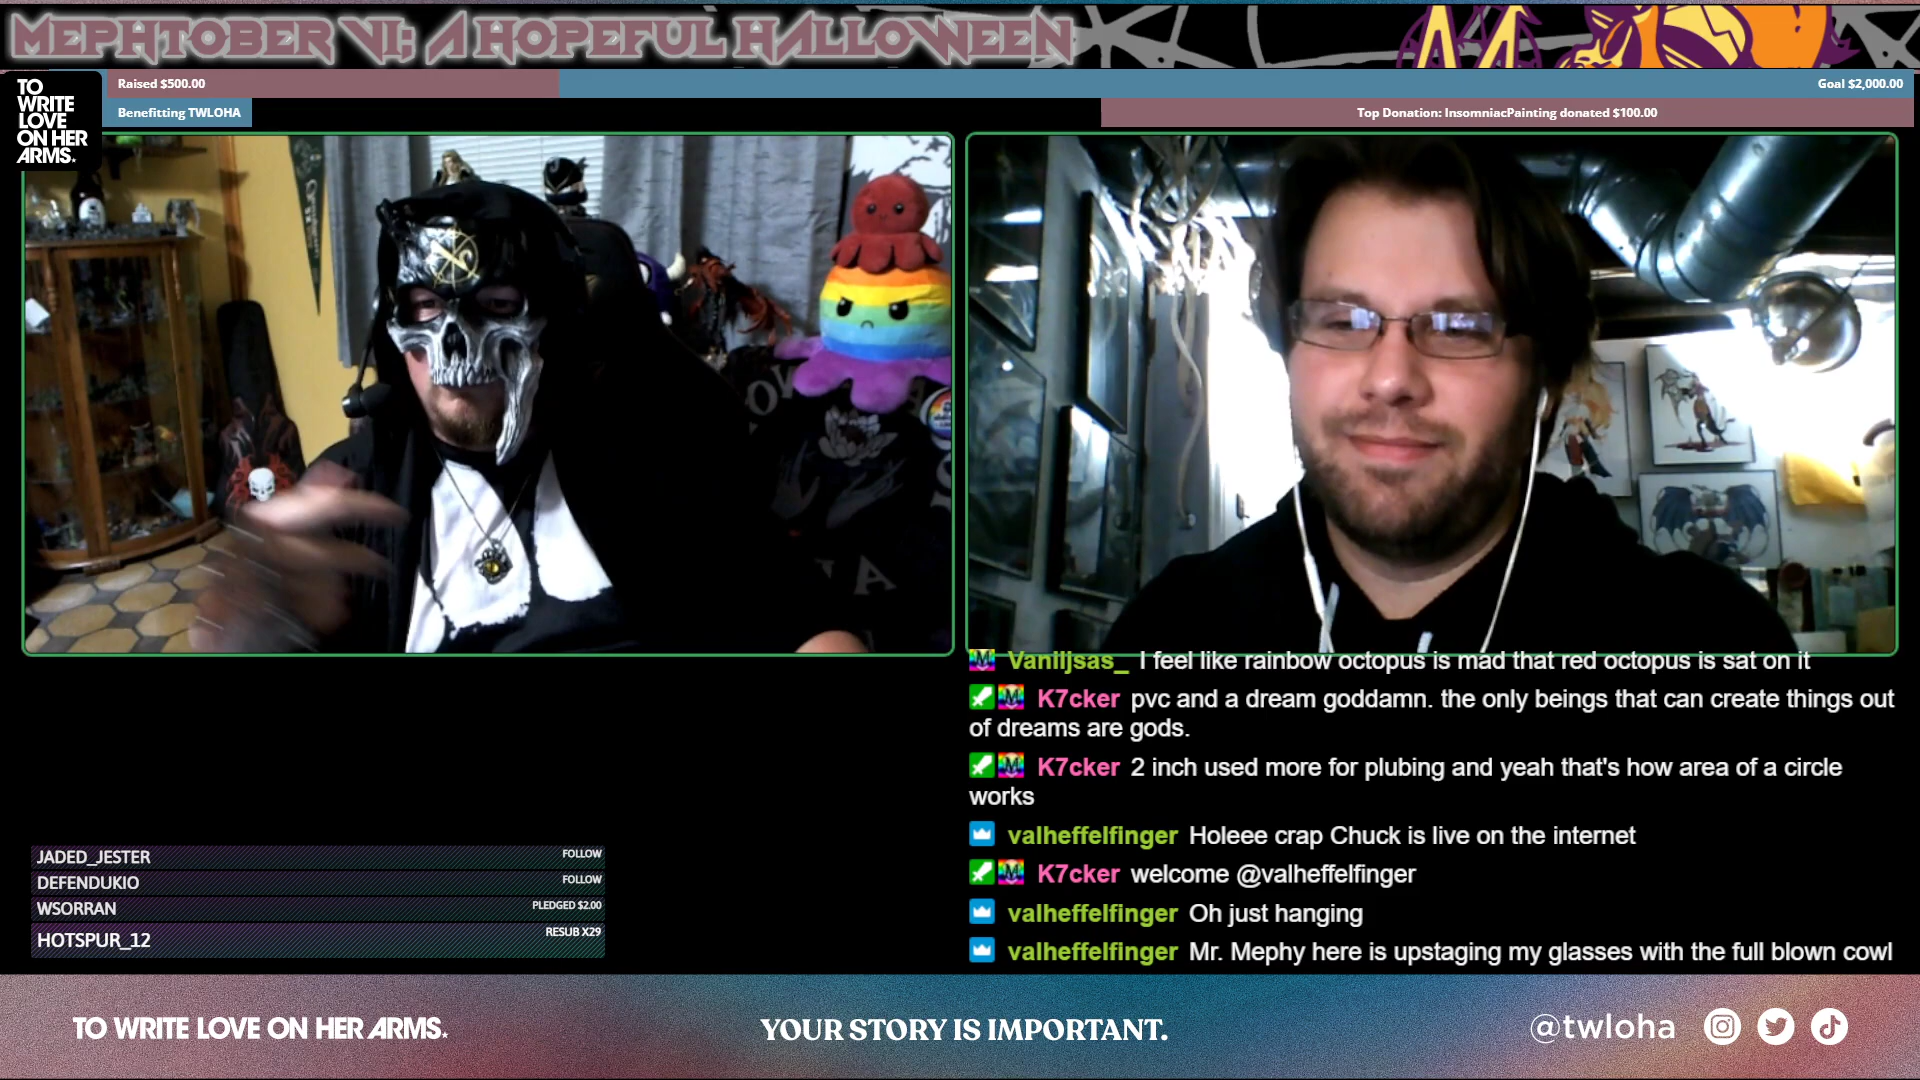 MEPHTOBER VI: A HOPEFUL HALLOWEEN
TO
WRITE
LOVE
ON HER
ARMS.
Raised $500.00
Goal $2,000.00
Benefitting TWLOHA
Top Donation: InsomniacPainting donated $100.00
Vaniljsas_ I feel like rainbow octopus is mad that red octopus is sat on it
K7cker pvc and a dream goddamn. the only beings that can create things out
of dreams are gods.
K7cker 2 inch used more for plubing and yeah that's how area of a circle
works
valheffelfinger Holeee crap Chuck is live on the internet
K7cker welcome @valheffelfinger
valheffelfinger Oh just hanging
valheffelfinger Mr. Mephy here is upstaging my glasses with the full blown cowl
JADED_JESTER FOLLOW
DEFENDUKIO FOLLOW
WSORRAN PLEDGED $2.00
HOTSPUR_12 RESUB X29
TO WRITE LOVE ON HER ARMS.
YOUR STORY IS IMPORTANT.
@twloha